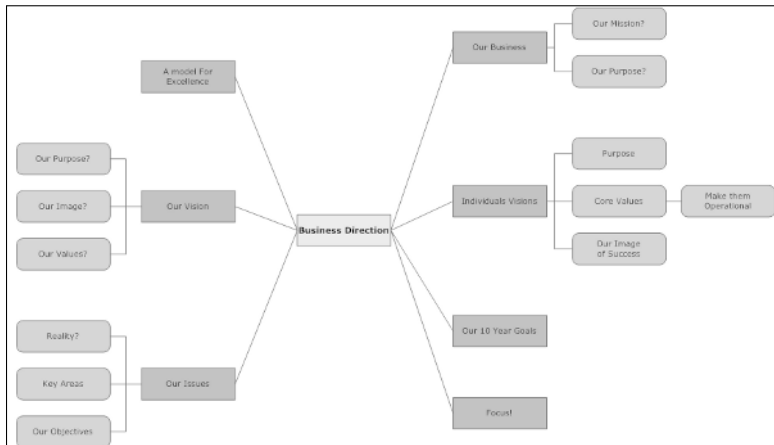 A model For
Excellence
Our Purpose?
Our Image?
Our Values?
Our Vision
Reality?
Key Areas
Our Objectives
Our Issues
Business Direction
Our Business
Our Mission?
Our Purpose?
Individuals Visions
Purpose
Core Values
Make them
Operational
Our Image
of Success
Our 10 Year Goals
Focus!